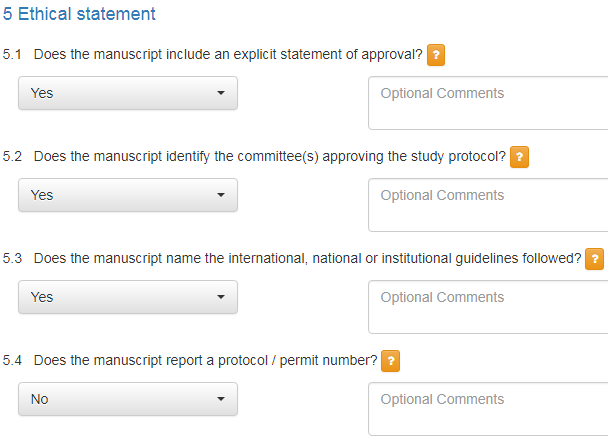 5 Ethical statement
5.1 Does the manuscript include an explicit statement of approval? ?
Yes
Optional Comments
5.2 Does the manuscript identify the committee(s) approving the study protocol? ?
Yes
Optional Comments
5.3 Does the manuscript name the international, national or institutional guidelines followed? ?
Yes
Optional Comments
5.4 Does the manuscript report a protocol / permit number? ?
No
Optional Comments